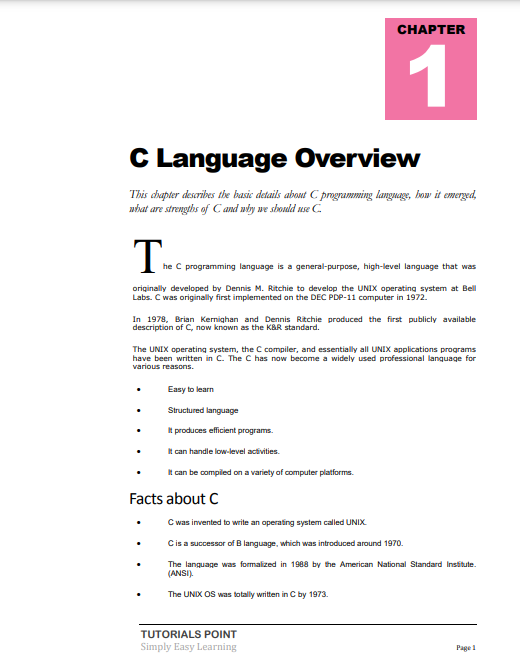 CHAPTER
1
C Language Overview
This chapter describes the basic details about C programming language, how it emerged,
what are strengths of C and why we should use C.
The C programming language is a general-purpose, high-level language that was
originally developed by Dennis M. Ritchie to develop the UNIX operating system at Bell
Labs. C was originally first implemented on the DEC PDP-11 computer in 1972.
In 1978, Brian Kernighan and Dennis Ritchie produced the first publicly available
description of C, now known as the K&R standard.
The UNIX operating system, the C compiler, and essentially all UNIX applications programs
have been written in C. The C has now become a widely used professional language for
various reasons.
• Easy to learn
• Structured language
• It produces efficient programs.
• It can handle low-level activities.
• It can be compiled on a variety of computer platforms.
Facts about C
• C was invented to write an operating system called UNIX.
• C is a successor of B language, which was introduced around 1970.
• The language was formalized in 1988 by the American National Standard Institute.
(ANSI).
• The UNIX OS was totally written in C by 1973.
TUTORIALS POINT
Simply Easy Learning
Page 1